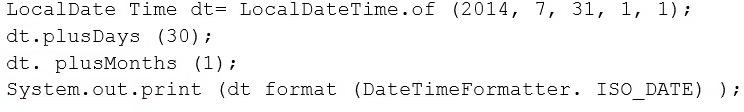 LocalDate Time dt= LocalDateTime.of (2014, 7, 31, 1, 1);
dt.plusDays (30);
dt. plusMonths (1);
System.out.print (dt format (DateTimeFormatter. ISO_DATE) );